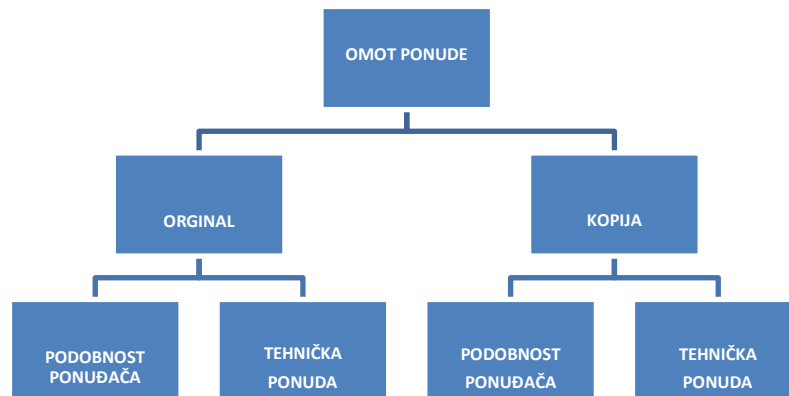 OMOT PONUDE
ORGINAL
KOPIJA
PODOBNOST
PONUĐAČA
TEHNIČKA
PONUDA
PODOBNOST
PONUĐAČA
TEHNIČKA
PONUDA